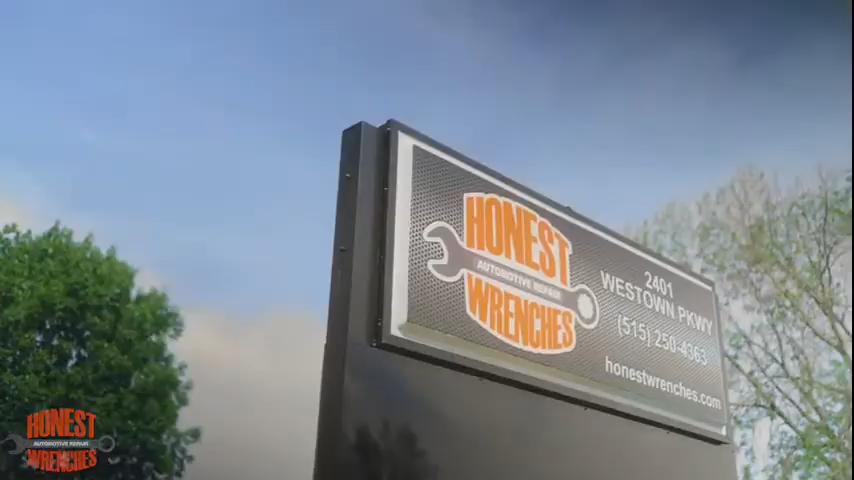 HONEST
AUTOMOTIVE REPAIR
WRENCHES
2401
WESTOWN PKWY
(515) 250-4363
honestwrenches.com
HONEST
AUTOMOTIVE REPAIR
WRENCHES